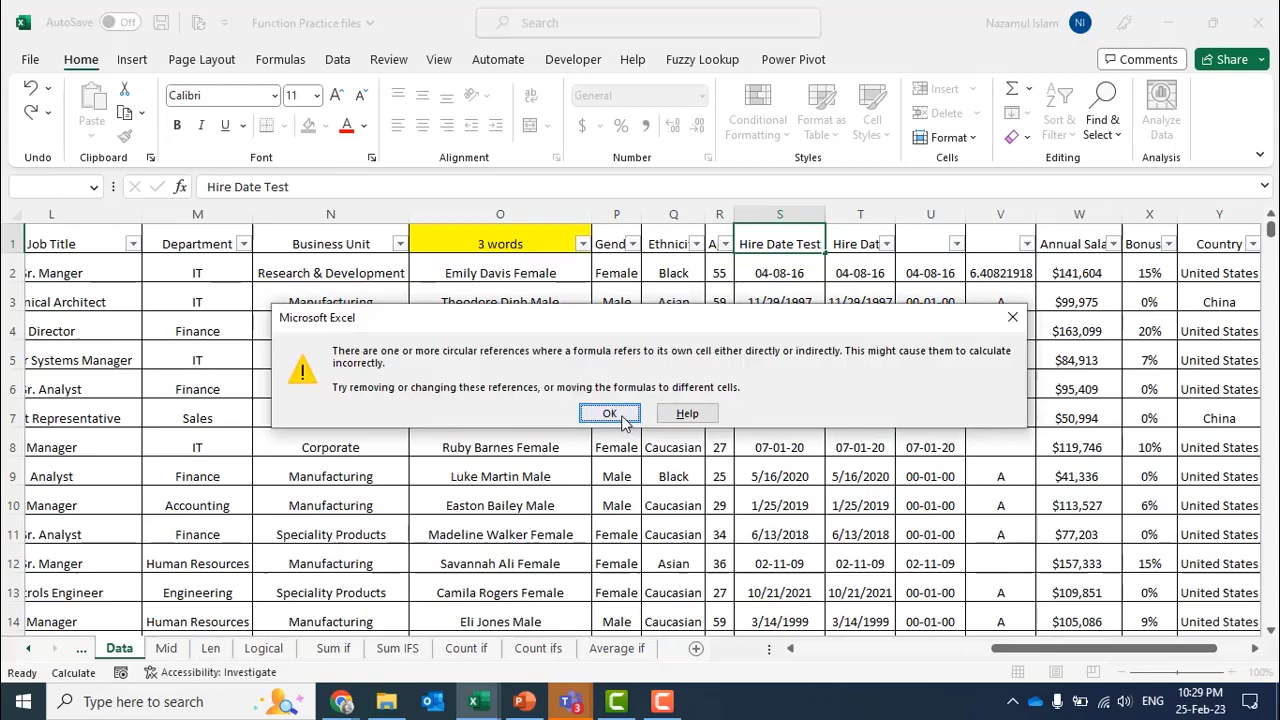 AutoSave Off Function Practice files Search Nazamul Islam NI
File Home Insert Page Layout Formulas Data Review View Automate Developer Help Fuzzy Lookup Power Pivot Comments Share
Paste Calibri 11 B I U A General $ % Conditional Formatting Format as Table Cell Styles Insert Delete Format Sort & Filter Find & Select Analyze Data
Undo Clipboard Font Alignment Number Styles Cells Editing Analysis
fx Hire Date Test
L M N O P Q R S T U V W X Y
1 Job Title Department Business Unit 3 words Gend Ethnici A Hire Date Test Hire Dat Annual Sala Bonus Country
2 Sr. Manger IT Research & Development Emily Davis Female Female Black 55 04-08-16 04-08-16 04-08-16 6.40821918 $141,604 15% United States
3 nical Architect IT Manufacturing Theodore Dinh Male Male Asian 59 11/29/1997 11/29/1997 00-01-00 A $99,975 0% China
4 Director Finance $163,099 20% United States
5 r Systems Manager IT $84,913 7% United States
6 Sr. Analyst Finance $95,409 0% United States
7 t Representative Sales $50,994 0% China
Microsoft Excel
There are one or more circular references where a formula refers to its own cell either directly or indirectly. This might cause them to calculate
incorrectly.
Try removing or changing these references, or moving the formulas to different cells.
OK Help
8 Manager IT Corporate Ruby Barnes Female Female Caucasian 27 07-01-20 07-01-20 07-01-20 $119,746 10% United States
9 Analyst Finance Manufacturing Luke Martin Male Male Black 25 5/16/2020 5/16/2020 00-01-00 A $41,336 0% United States
10 Manager Accounting Manufacturing Easton Bailey Male Male Caucasian 29 1/25/2019 1/25/2019 00-01-00 A $113,527 6% United States
11 Sr. Analyst Finance Speciality Products Madeline Walker Female Female Caucasian 34 6/13/2018 6/13/2018 00-01-00 A $77,203 0% United States
12 Sr. Manger Human Resources Manufacturing Savannah Ali Female Female Asian 36 02-11-09 02-11-09 02-11-09 $157,333 15% United States
13 rols Engineer Engineering Speciality Products Camila Rogers Female Female Caucasian 27 10/21/2021 10/21/2021 00-01-00 A $109,851 0% United States
14 Manager Human Resources Manufacturing Eli Jones Male Male Caucasian 59 3/14/1999 3/14/1999 00-01-00 A $105,086 9% United States
... Data Mid Len Logical Sum if Sum IFS Count if Count ifs Average if
Ready Calculate Accessibility: Investigate 100%
Type here to search ENG 10:29 PM
25-Feb-23